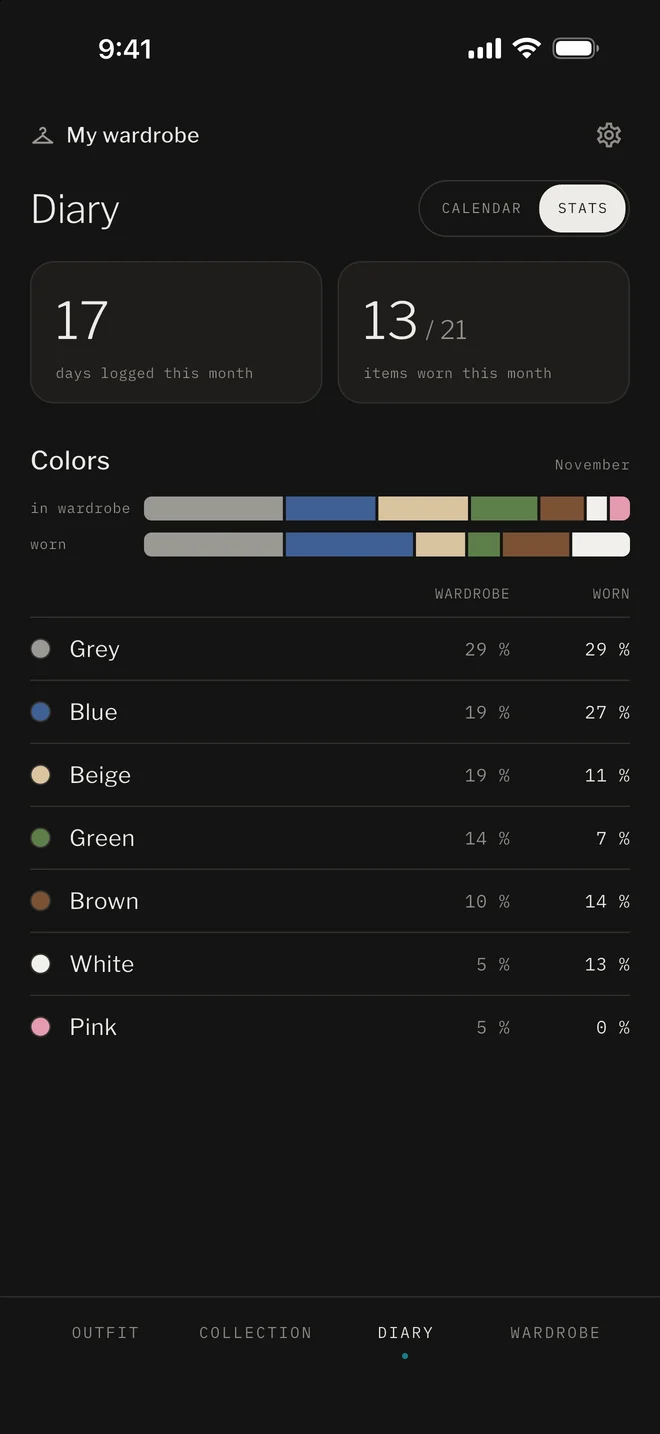 9:41
My wardrobe
Diary
CALENDAR STATS
17
days logged this month
13 / 21
items worn this month
Colors November
in wardrobe
worn
WARDROBE WORN
Grey 29 % 29 %
Blue 19 % 27 %
Beige 19 % 11 %
Green 14 % 7 %
Brown 10 % 14 %
White 5 % 13 %
Pink 5 % 0 %
OUTFIT COLLECTION DIARY WARDROBE